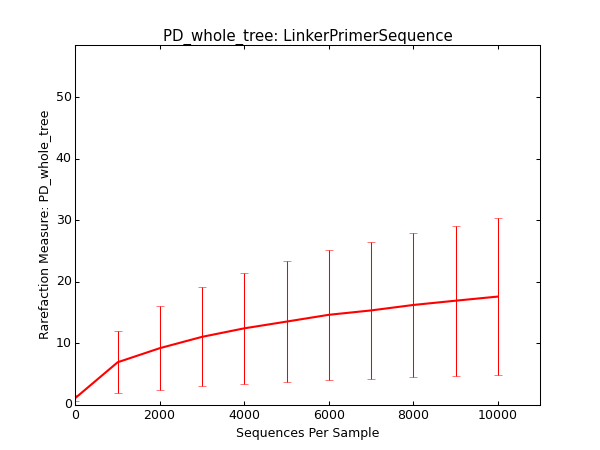 PD_whole_tree: LinkerPrimerSequence
50
40
30
20
10
0
Rarefaction Measure: PD_whole_tree
0 2000 4000 6000 8000 10000
Sequences Per Sample